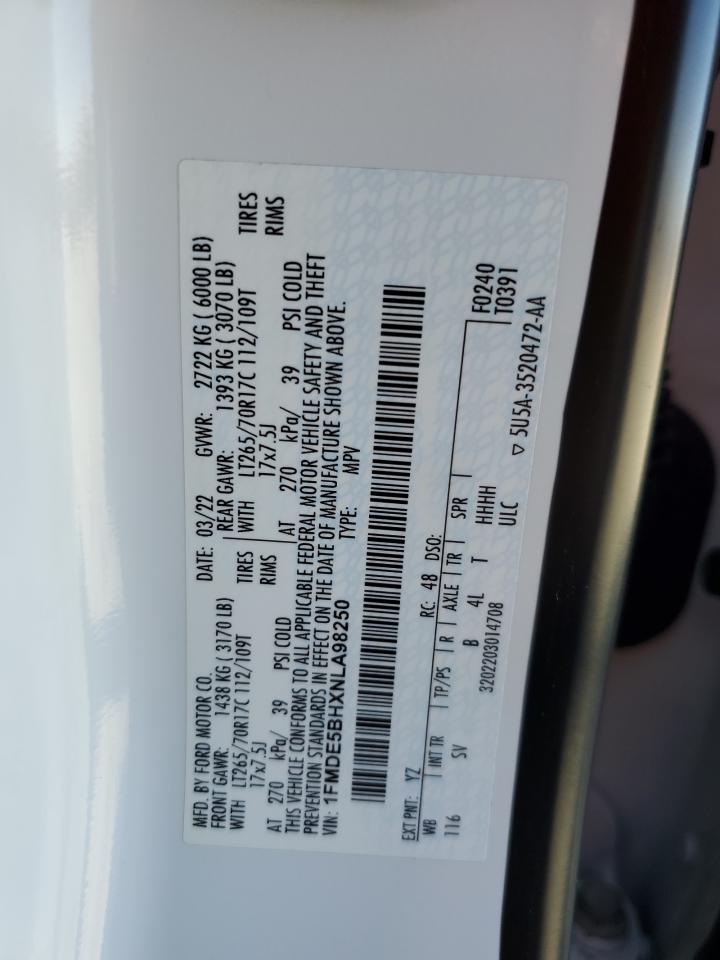 MFD. BY FORD MOTOR CO.
DATE: 03/22 GVWR: 2722 KG ( 6000 LB)
FRONT GAWR: 1438 KG ( 3170 LB) REAR GAWR: 1393 KG ( 3070 LB)
WITH LT265/70R17C 112/109T TIRES WITH LT265/70R17C 112/109T TIRES
17x7.5J RIMS 17x7.5J RIMS
AT 270 kPa/ 39 PSI COLD AT 270 kPa/ 39 PSI COLD
THIS VEHICLE CONFORMS TO ALL APPLICABLE FEDERAL MOTOR VEHICLE SAFETY AND THEFT
PREVENTION STANDARDS IN EFFECT ON THE DATE OF MANUFACTURE SHOWN ABOVE.
VIN: 1FMDE5BHXNLA98250 TYPE: MPV
EXT PNT: YZ RC: 48 DSO:
WB INT TR TP/PS R AXLE TR SPR F0240
116 SV B 4L T HHHH T0391
3202203014708 ULC ▽ 5U5A-3520472-AA